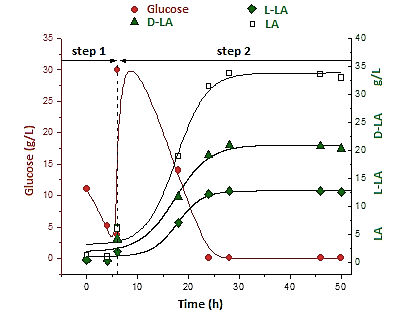 Glucose
L-LA
D-LA
LA
step 1
step 2
35
30
25
20
15
10
5
0
Glucose (g/L)
40
35
30
25
20
15
10
5
0
LA L-LA D-LA g/L
0
10
20
30
40
50
Time (h)